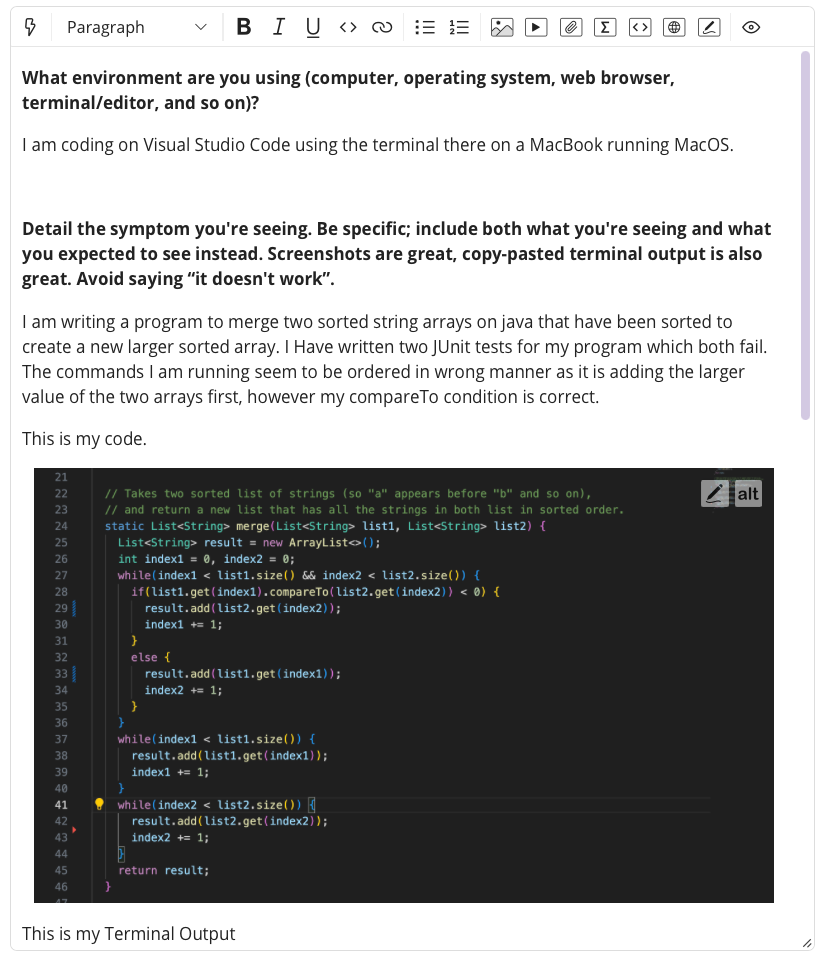 Paragraph B I U
What environment are you using (computer, operating system, web browser,
terminal/editor, and so on)?
I am coding on Visual Studio Code using the terminal there on a MacBook running MacOS.
Detail the symptom you're seeing. Be specific; include both what you're seeing and what
you expected to see instead. Screenshots are great, copy-pasted terminal output is also
great. Avoid saying “it doesn't work”.
I am writing a program to merge two sorted string arrays on java that have been sorted to
create a new larger sorted array. I Have written two JUnit tests for my program which both fail.
The commands I am running seem to be ordered in wrong manner as it is adding the larger
value of the two arrays first, however my compareTo condition is correct.
This is my code.
21
alt
22 // Takes two sorted list of strings (so "a" appears before "b" and so on),
23 // and return a new list that has all the strings in both list in sorted order.
24 static List<String> merge(List<String> list1, List<String> list2) {
25 List<String> result = new ArrayList<>();
26 int index1 = 0, index2 = 0;
27 while(index1 < list1.size() && index2 < list2.size()) {
28 if(list1.get(index1).compareTo(list2.get(index2)) < 0) {
29 result.add(list2.get(index2));
30 index1 += 1;
31 }
32 else {
33 result.add(list1.get(index1));
34 index2 += 1;
35 }
36 }
37 while(index1 < list1.size()) {
38 result.add(list1.get(index1));
39 index1 += 1;
40 }
41 while(index2 < list2.size()) {
42 result.add(list2.get(index2));
43 index2 += 1;
44 }
45 return result;
46 }
47
This is my Terminal Output